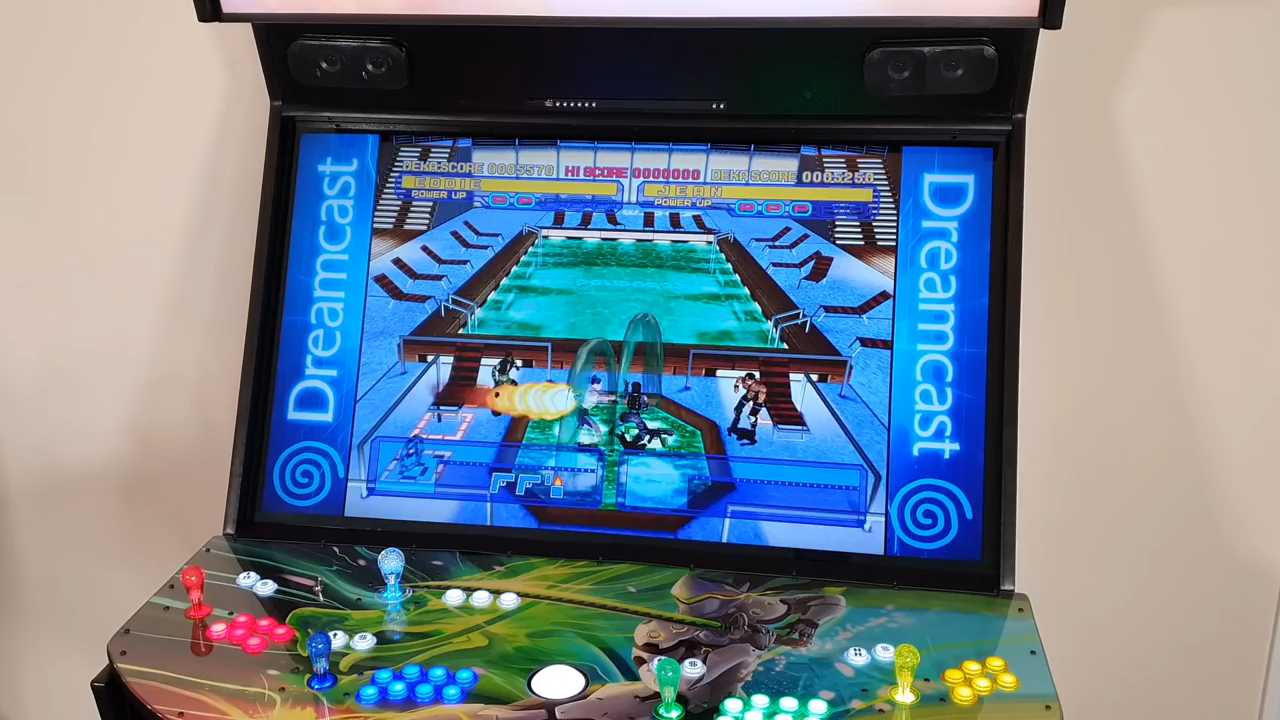 DEKA.SCORE 0005570 HI SCORE 0000000 DEKA.SCORE 0005250
EDDIE JEAN
POWER UP P P POWER UP P P P
Dreamcast
Dreamcast